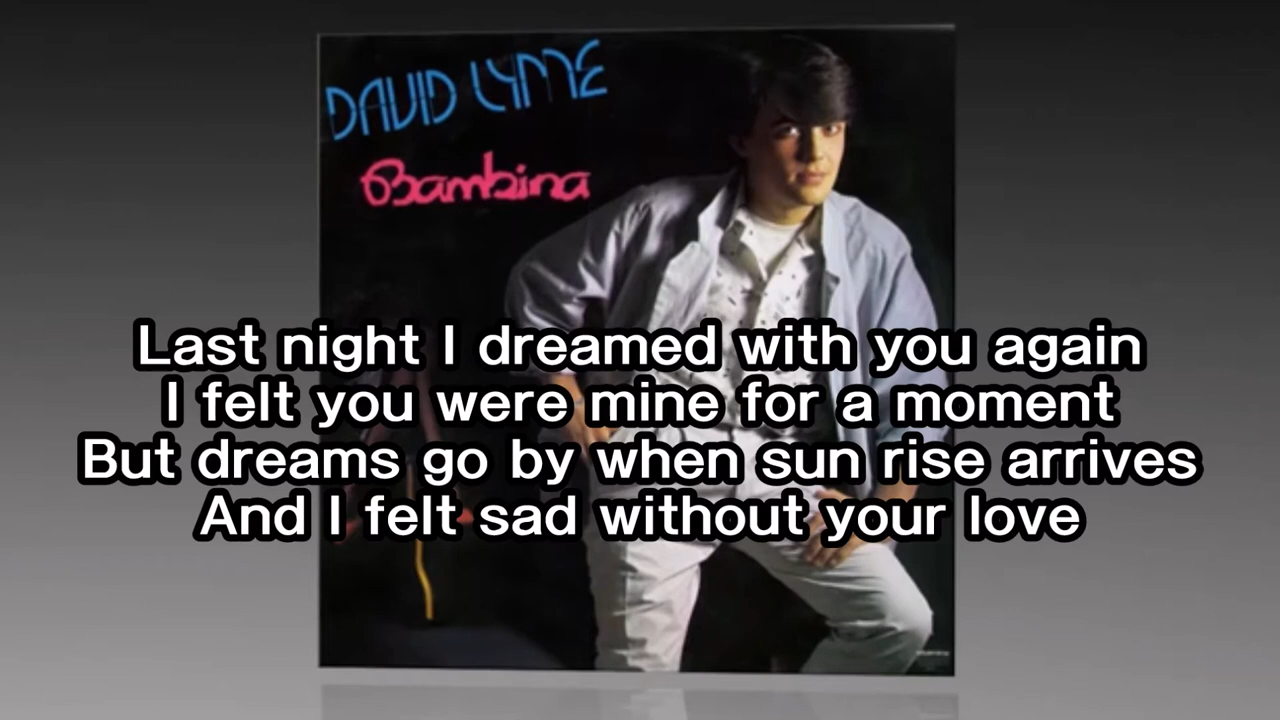 DAVID LYME
Bambina
Last night I dreamed with you again
I felt you were mine for a moment
But dreams go by when sun rise arrives
And I felt sad without your love